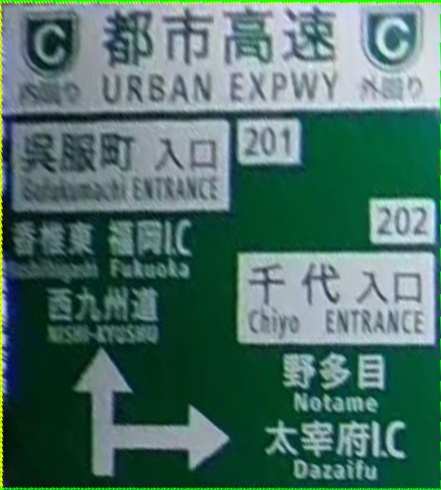 C 都市高速 C
内回り URBAN EXPWY 外回り
呉服町 入口 201
Gofukumachi ENTRANCE
香椎東 福岡I.C
Kashiihigashi Fukuoka
西九州道
NISHI-KYUSHU
202
千代 入口
Chiyo ENTRANCE
野多目
Notame
太宰府I.C
Dazaifu